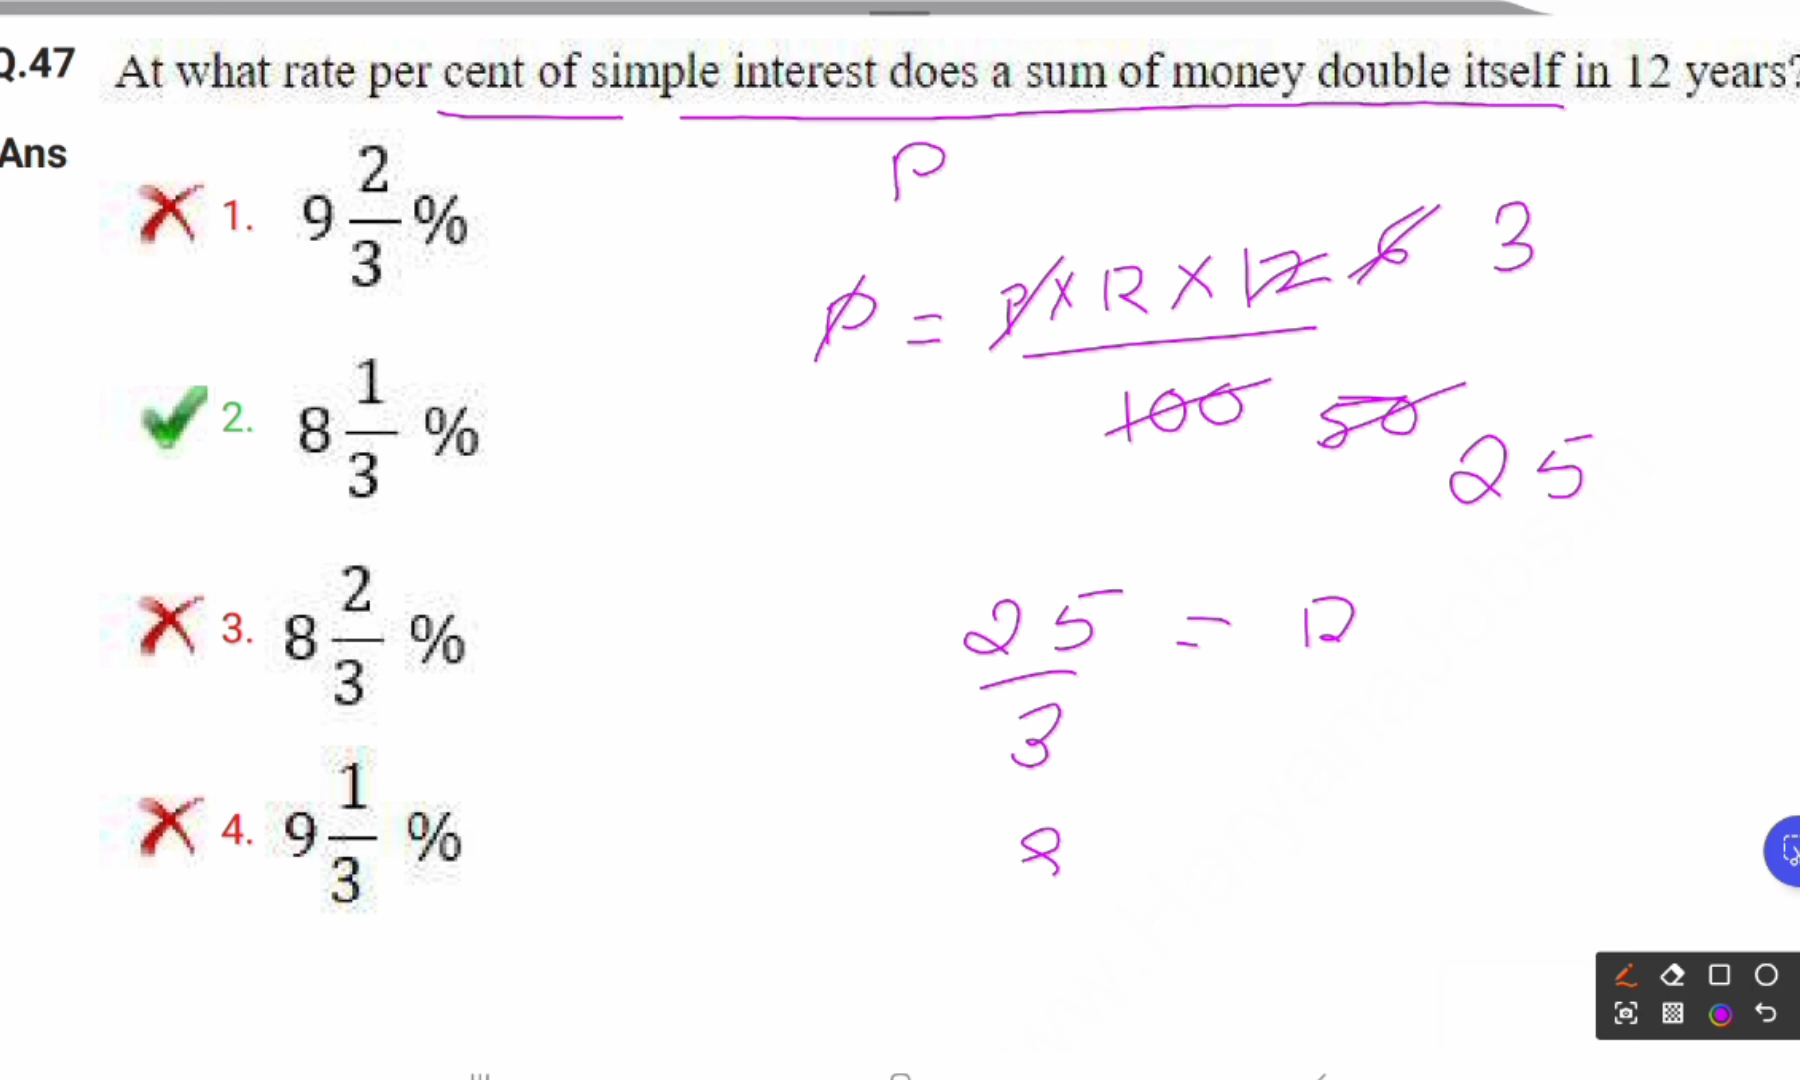 Q.47 At what rate per cent of simple interest does a sum of money double itself in 12 years?
Ans
1. 9 2/3 %
2. 8 1/3 %
3. 8 2/3 %
4. 9 1/3 %
P
P = P × R × 12 6 3
100 50 25
25/3 = R
8